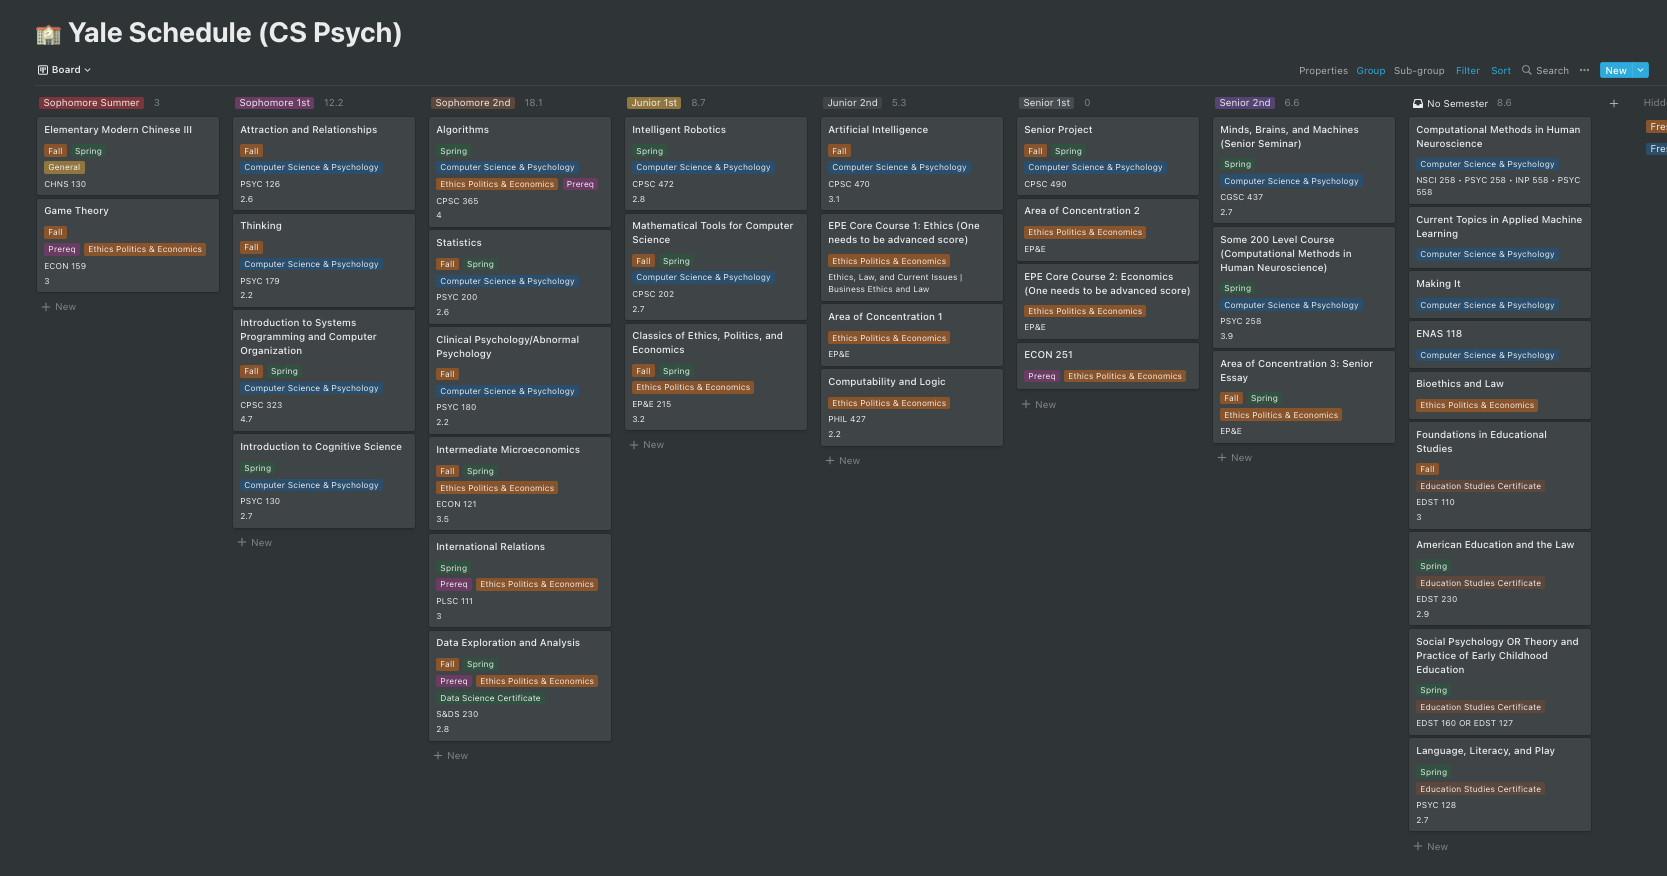 Yale Schedule (CS Psych)
Board
Properties Group Sub-group Filter Sort Search ··· New
Sophomore Summer 3
Elementary Modern Chinese III
Fall Spring
General
CHNS 130
Game Theory
Fall
Prereq Ethics Politics & Economics
ECON 159
3
+ New
Sophomore 1st 12.2
Attraction and Relationships
Fall
Computer Science & Psychology
PSYC 126
2.6
Thinking
Fall
Computer Science & Psychology
PSYC 179
2.2
Introduction to Systems
Programming and Computer
Organization
Fall Spring
Computer Science & Psychology
CPSC 323
4.7
Introduction to Cognitive Science
Spring
Computer Science & Psychology
PSYC 130
2.7
+ New
Sophomore 2nd 18.1
Algorithms
Spring
Computer Science & Psychology
Ethics Politics & Economics Prereq
CPSC 365
4
Statistics
Fall Spring
Computer Science & Psychology
PSYC 200
2.6
Clinical Psychology/Abnormal
Psychology
Fall
Computer Science & Psychology
PSYC 180
2.2
Intermediate Microeconomics
Fall Spring
Ethics Politics & Economics
ECON 121
3.5
International Relations
Spring
Prereq Ethics Politics & Economics
PLSC 111
3
Data Exploration and Analysis
Fall Spring
Prereq Ethics Politics & Economics
Data Science Certificate
S&DS 230
2.8
+ New
Junior 1st 8.7
Intelligent Robotics
Spring
Computer Science & Psychology
CPSC 472
2.8
Mathematical Tools for Computer
Science
Fall Spring
Computer Science & Psychology
CPSC 202
2.7
Classics of Ethics, Politics, and
Economics
Fall Spring
Ethics Politics & Economics
EP&E 215
3.2
+ New
Junior 2nd 5.3
Artificial Intelligence
Fall
Computer Science & Psychology
CPSC 470
3.1
EPE Core Course 1: Ethics (One
needs to be advanced score)
Ethics Politics & Economics
Ethics, Law, and Current Issues |
Business Ethics and Law
Area of Concentration 1
Ethics Politics & Economics
EP&E
Computability and Logic
Ethics Politics & Economics
PHIL 427
2.2
+ New
Senior 1st 0
Senior Project
Fall Spring
Computer Science & Psychology
CPSC 490
Area of Concentration 2
Ethics Politics & Economics
EP&E
EPE Core Course 2: Economics
(One needs to be advanced score)
Ethics Politics & Economics
EP&E
ECON 251
Prereq Ethics Politics & Economics
+ New
Senior 2nd 6.6
Minds, Brains, and Machines
(Senior Seminar)
Spring
Computer Science & Psychology
CGSC 437
2.7
Some 200 Level Course
(Computational Methods in
Human Neuroscience)
Spring
Computer Science & Psychology
PSYC 258
3.9
Area of Concentration 3: Senior
Essay
Fall Spring
Ethics Politics & Economics
EP&E
+ New
No Semester 8.6
Computational Methods in Human
Neuroscience
Computer Science & Psychology
NSCI 258 • PSYC 258 • INP 558 • PSYC
558
Current Topics in Applied Machine
Learning
Computer Science & Psychology
Making It
Computer Science & Psychology
ENAS 118
Computer Science & Psychology
Bioethics and Law
Ethics Politics & Economics
Foundations in Educational
Studies
Fall
Education Studies Certificate
EDST 110
3
American Education and the Law
Spring
Education Studies Certificate
EDST 230
2.9
Social Psychology OR Theory and
Practice of Early Childhood
Education
Spring
Education Studies Certificate
EDST 160 OR EDST 127
Language, Literacy, and Play
Spring
Education Studies Certificate
PSYC 128
2.7
+ New
+
Hidd
Fre
Fre